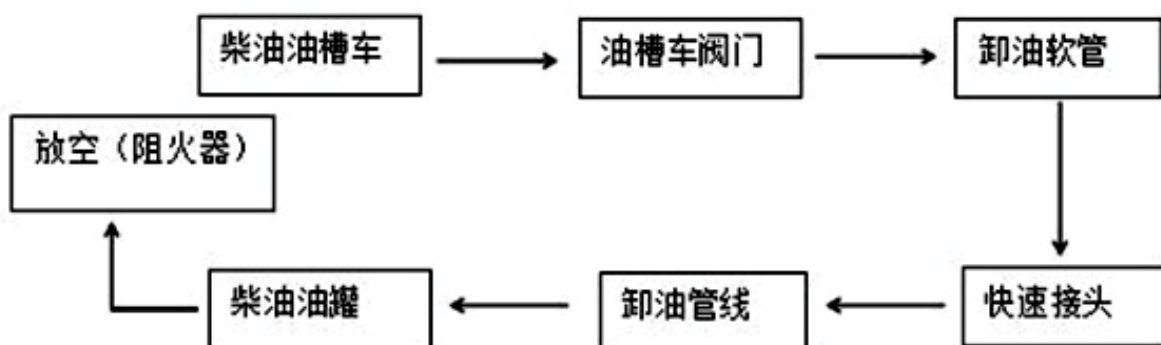 柴油油槽车
油槽车阀门
卸油软管
放空（阻火器）
柴油油罐
卸油管线
快速接头